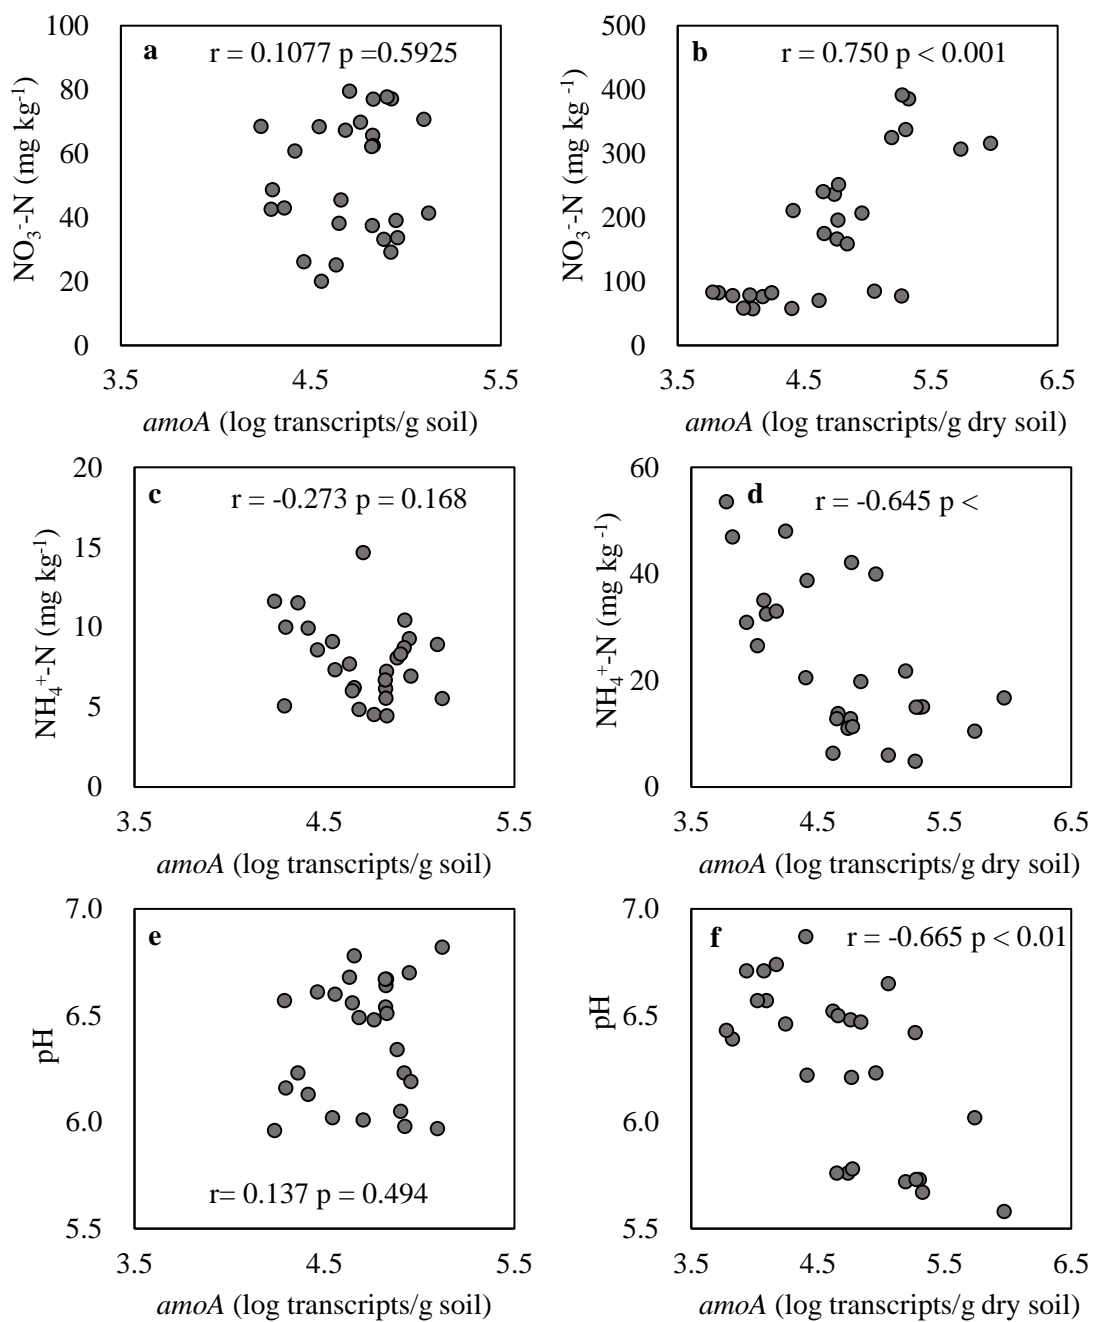 a
r = 0.1077 p =0.5925
100
80
60
40
20
0
NO₃⁻-N (mg kg⁻¹)
3.5 4.5 5.5
amoA (log transcripts/g soil)
b
r = 0.750 p < 0.001
500
400
300
200
100
0
NO₃⁻-N (mg kg⁻¹)
3.5 4.5 5.5 6.5
amoA (log transcripts/g dry soil)
c
r = -0.273 p = 0.168
20
15
10
5
0
NH₄⁺-N (mg kg⁻¹)
3.5 4.5 5.5
amoA (log transcripts/g soil)
d
r = -0.645 p <
60
40
20
0
NH₄⁺-N (mg kg⁻¹)
3.5 4.5 5.5 6.5
amoA (log transcripts/g dry soil)
e
7.0
6.5
6.0
5.5
pH
r= 0.137 p = 0.494
3.5 4.5 5.5
amoA (log transcripts/g soil)
f
r = -0.665 p < 0.01
7.0
6.5
6.0
5.5
pH
3.5 4.5 5.5 6.5
amoA (log transcripts/g dry soil)